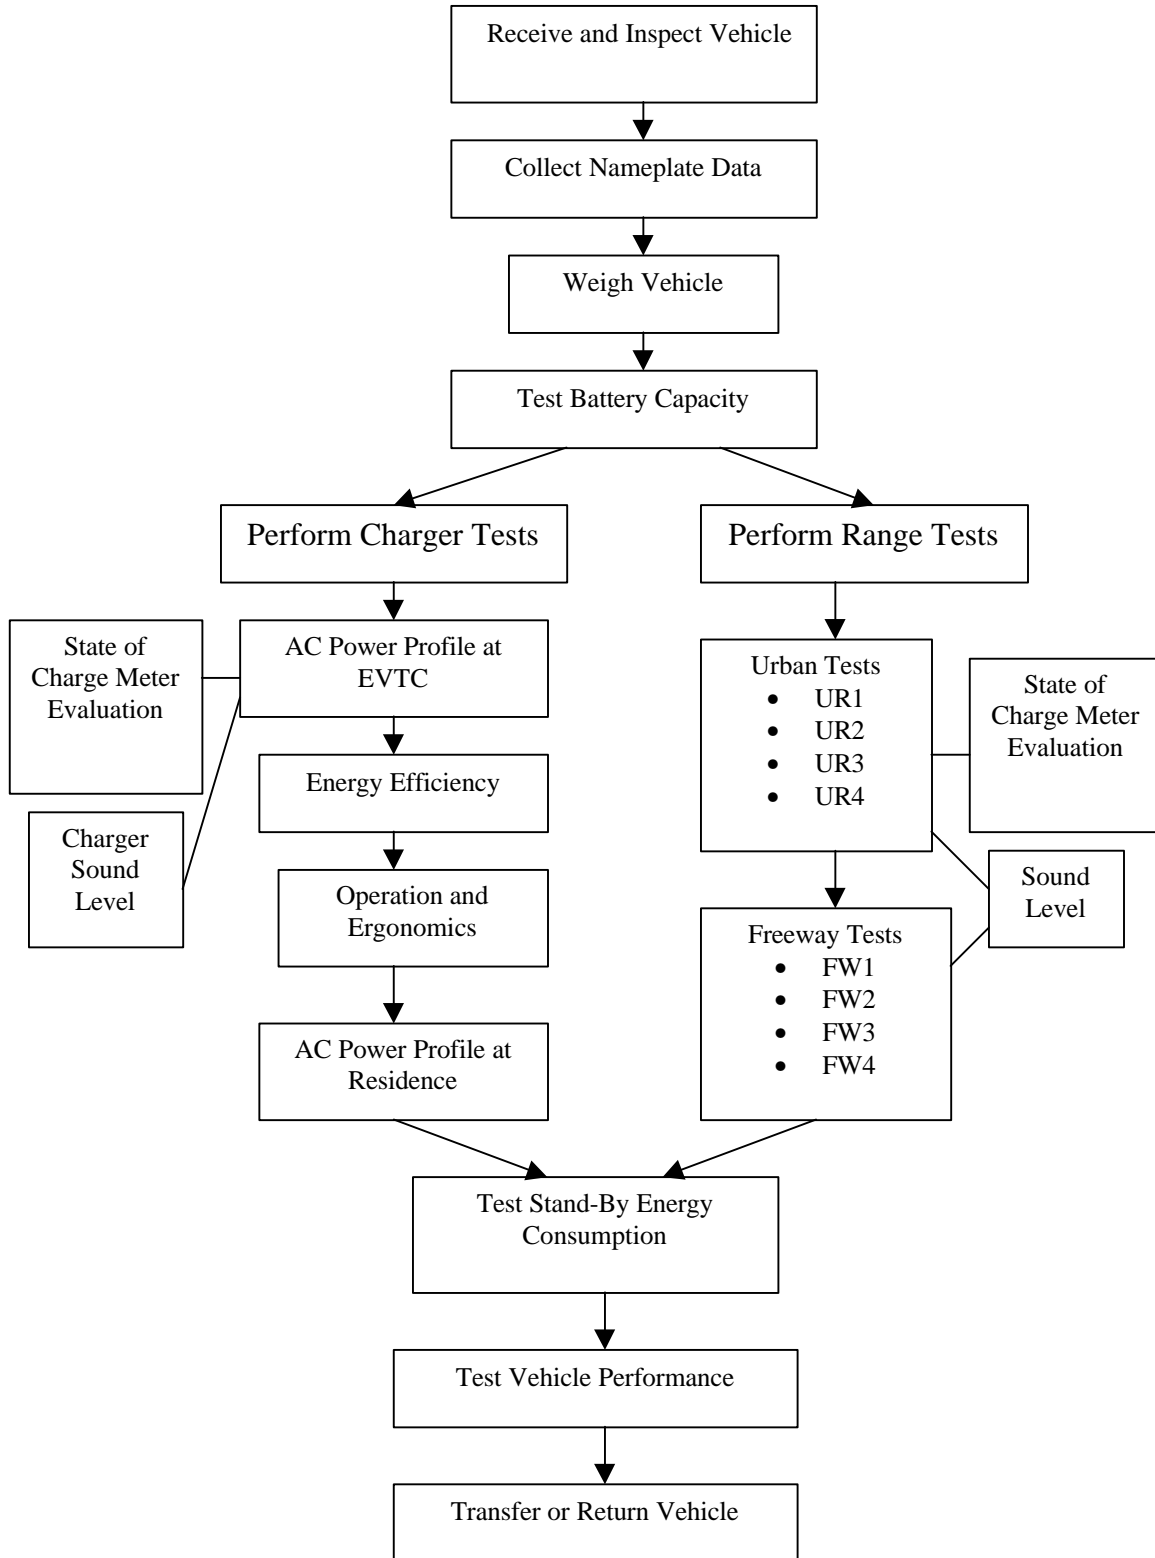 Receive and Inspect Vehicle
Collect Nameplate Data
Weigh Vehicle
Test Battery Capacity
Perform Charger Tests
Perform Range Tests
State of
Charge Meter
Evaluation
AC Power Profile at
EVTC
Charger
Sound
Level
Energy Efficiency
Operation and
Ergonomics
AC Power Profile at
Residence
Urban Tests
• UR1
• UR2
• UR3
• UR4
State of
Charge Meter
Evaluation
Sound
Level
Freeway Tests
• FW1
• FW2
• FW3
• FW4
Test Stand-By Energy
Consumption
Test Vehicle Performance
Transfer or Return Vehicle